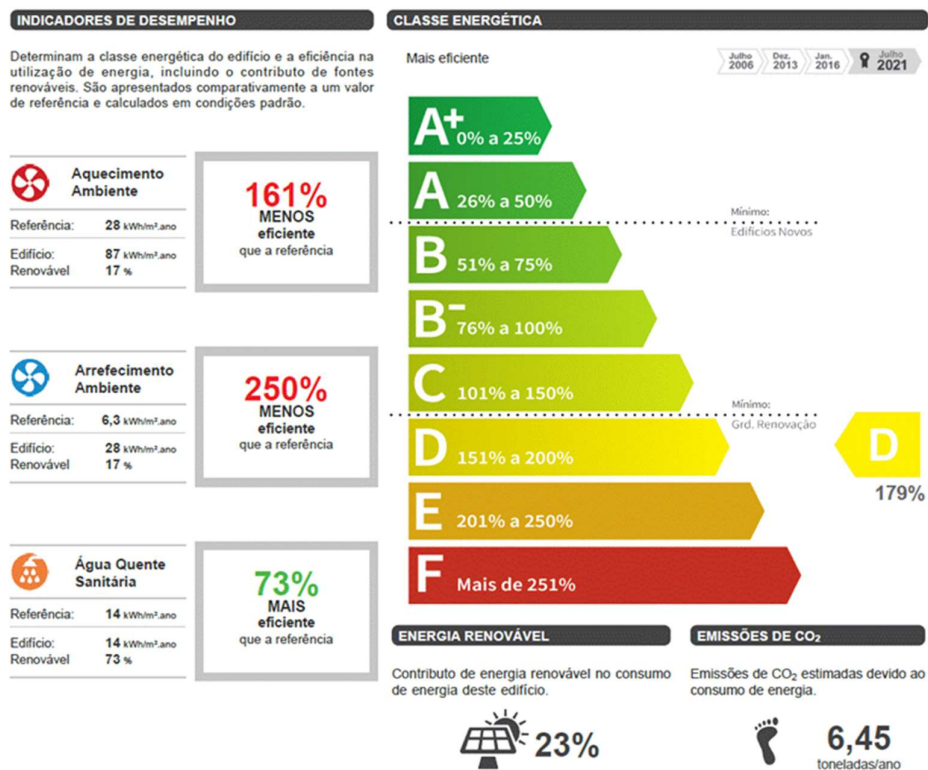 INDICADORES DE DESEMPENHO
Determinam a classe energética do edifício e a eficiência na
utilização de energia, incluindo o contributo de fontes
renováveis. São apresentados comparativamente a um valor
de referência e calculados em condições padrão.
Aquecimento
Ambiente
Referência: 28 kWh/m².ano
Edifício: 87 kWh/m².ano
Renovável 17 %
161%
MENOS
eficiente
que a referência
Arrefecimento
Ambiente
Referência: 6,3 kWh/m².ano
Edifício: 28 kWh/m².ano
Renovável 17 %
250%
MENOS
eficiente
que a referência
Água Quente
Sanitária
Referência: 14 kWh/m².ano
Edifício: 14 kWh/m².ano
Renovável 73 %
73%
MAIS
eficiente
que a referência
CLASSE ENERGÉTICA
Mais eficiente
Julho 2006
Dez. 2013
Jan. 2016
Julho 2021
A+ 0% a 25%
A 26% a 50%
Mínimo:
Edifícios Novos
B 51% a 75%
B- 76% a 100%
C 101% a 150%
Mínimo:
Grd. Renovação
D 151% a 200%
D
179%
E 201% a 250%
F Mais de 251%
ENERGIA RENOVÁVEL
Contributo de energia renovável no consumo
de energia deste edifício.
23%
EMISSÕES DE CO₂
Emissões de CO₂ estimadas devido ao
consumo de energia.
6,45
toneladas/ano